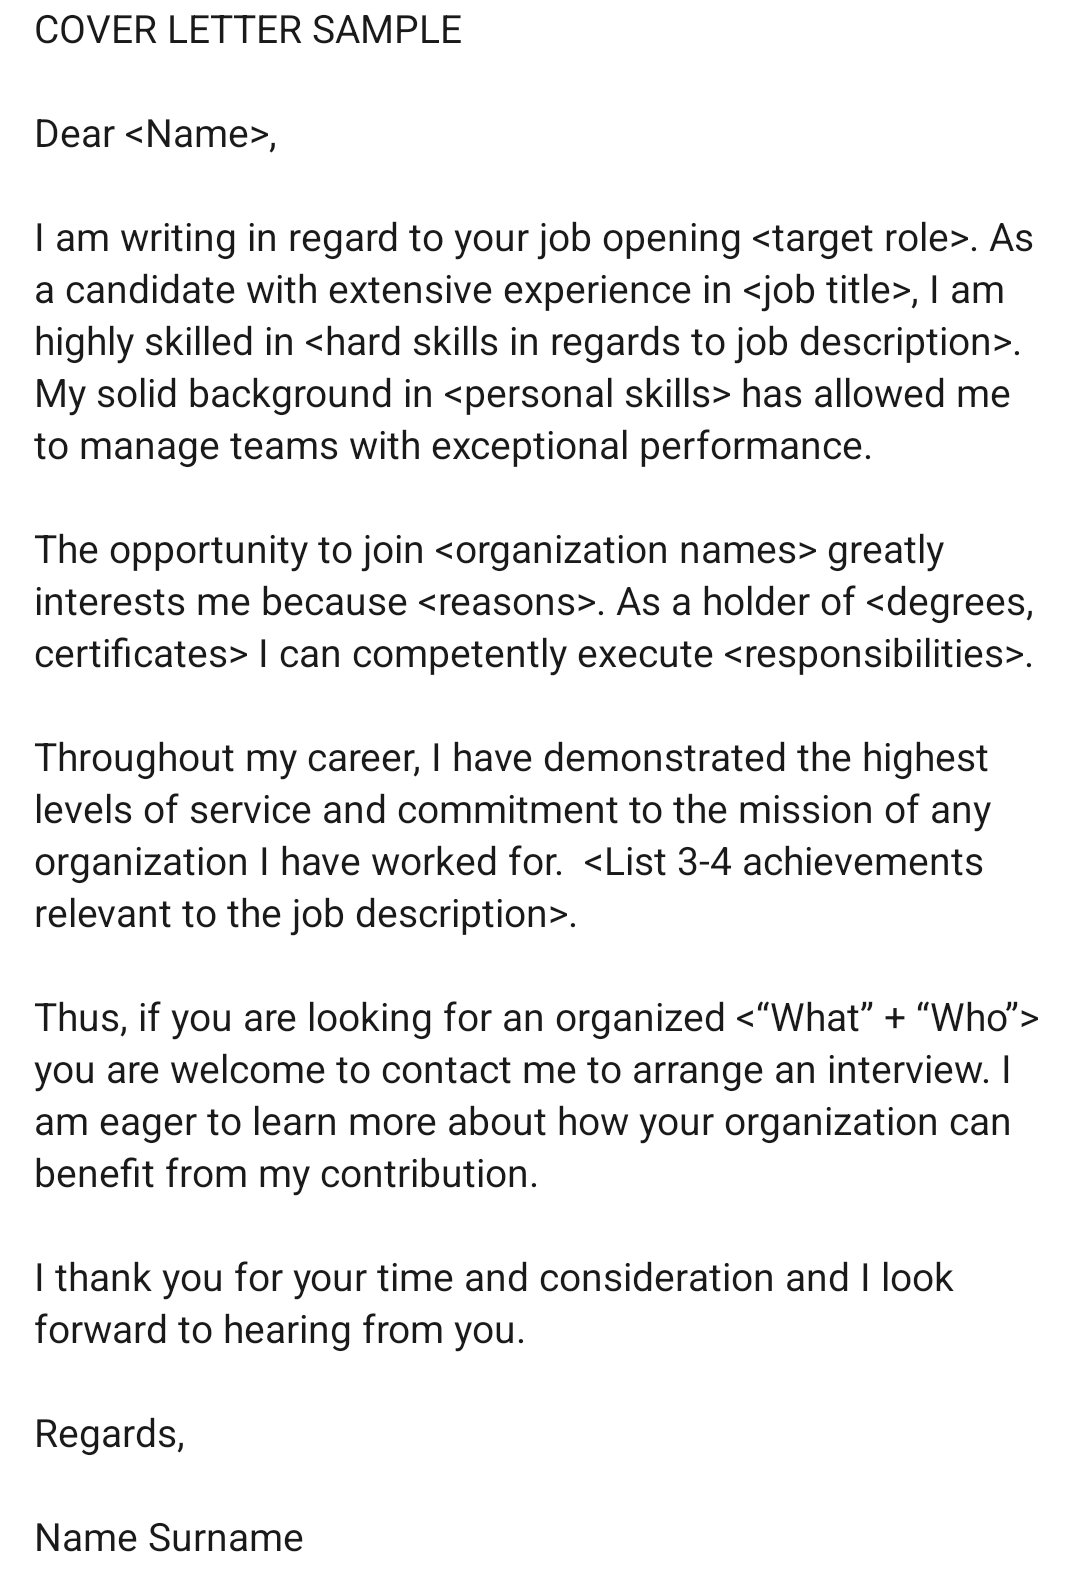 COVER LETTER SAMPLE
Dear <Name>,
I am writing in regard to your job opening <target role>. As
a candidate with extensive experience in <job title>, I am
highly skilled in <hard skills in regards to job description>.
My solid background in <personal skills> has allowed me
to manage teams with exceptional performance.
The opportunity to join <organization names> greatly
interests me because <reasons>. As a holder of <degrees,
certificates> I can competently execute <responsibilities>.
Throughout my career, I have demonstrated the highest
levels of service and commitment to the mission of any
organization I have worked for.  <List 3-4 achievements
relevant to the job description>.
Thus, if you are looking for an organized <“What” + “Who”>
you are welcome to contact me to arrange an interview. I
am eager to learn more about how your organization can
benefit from my contribution.
I thank you for your time and consideration and I look
forward to hearing from you.
Regards,
Name Surname